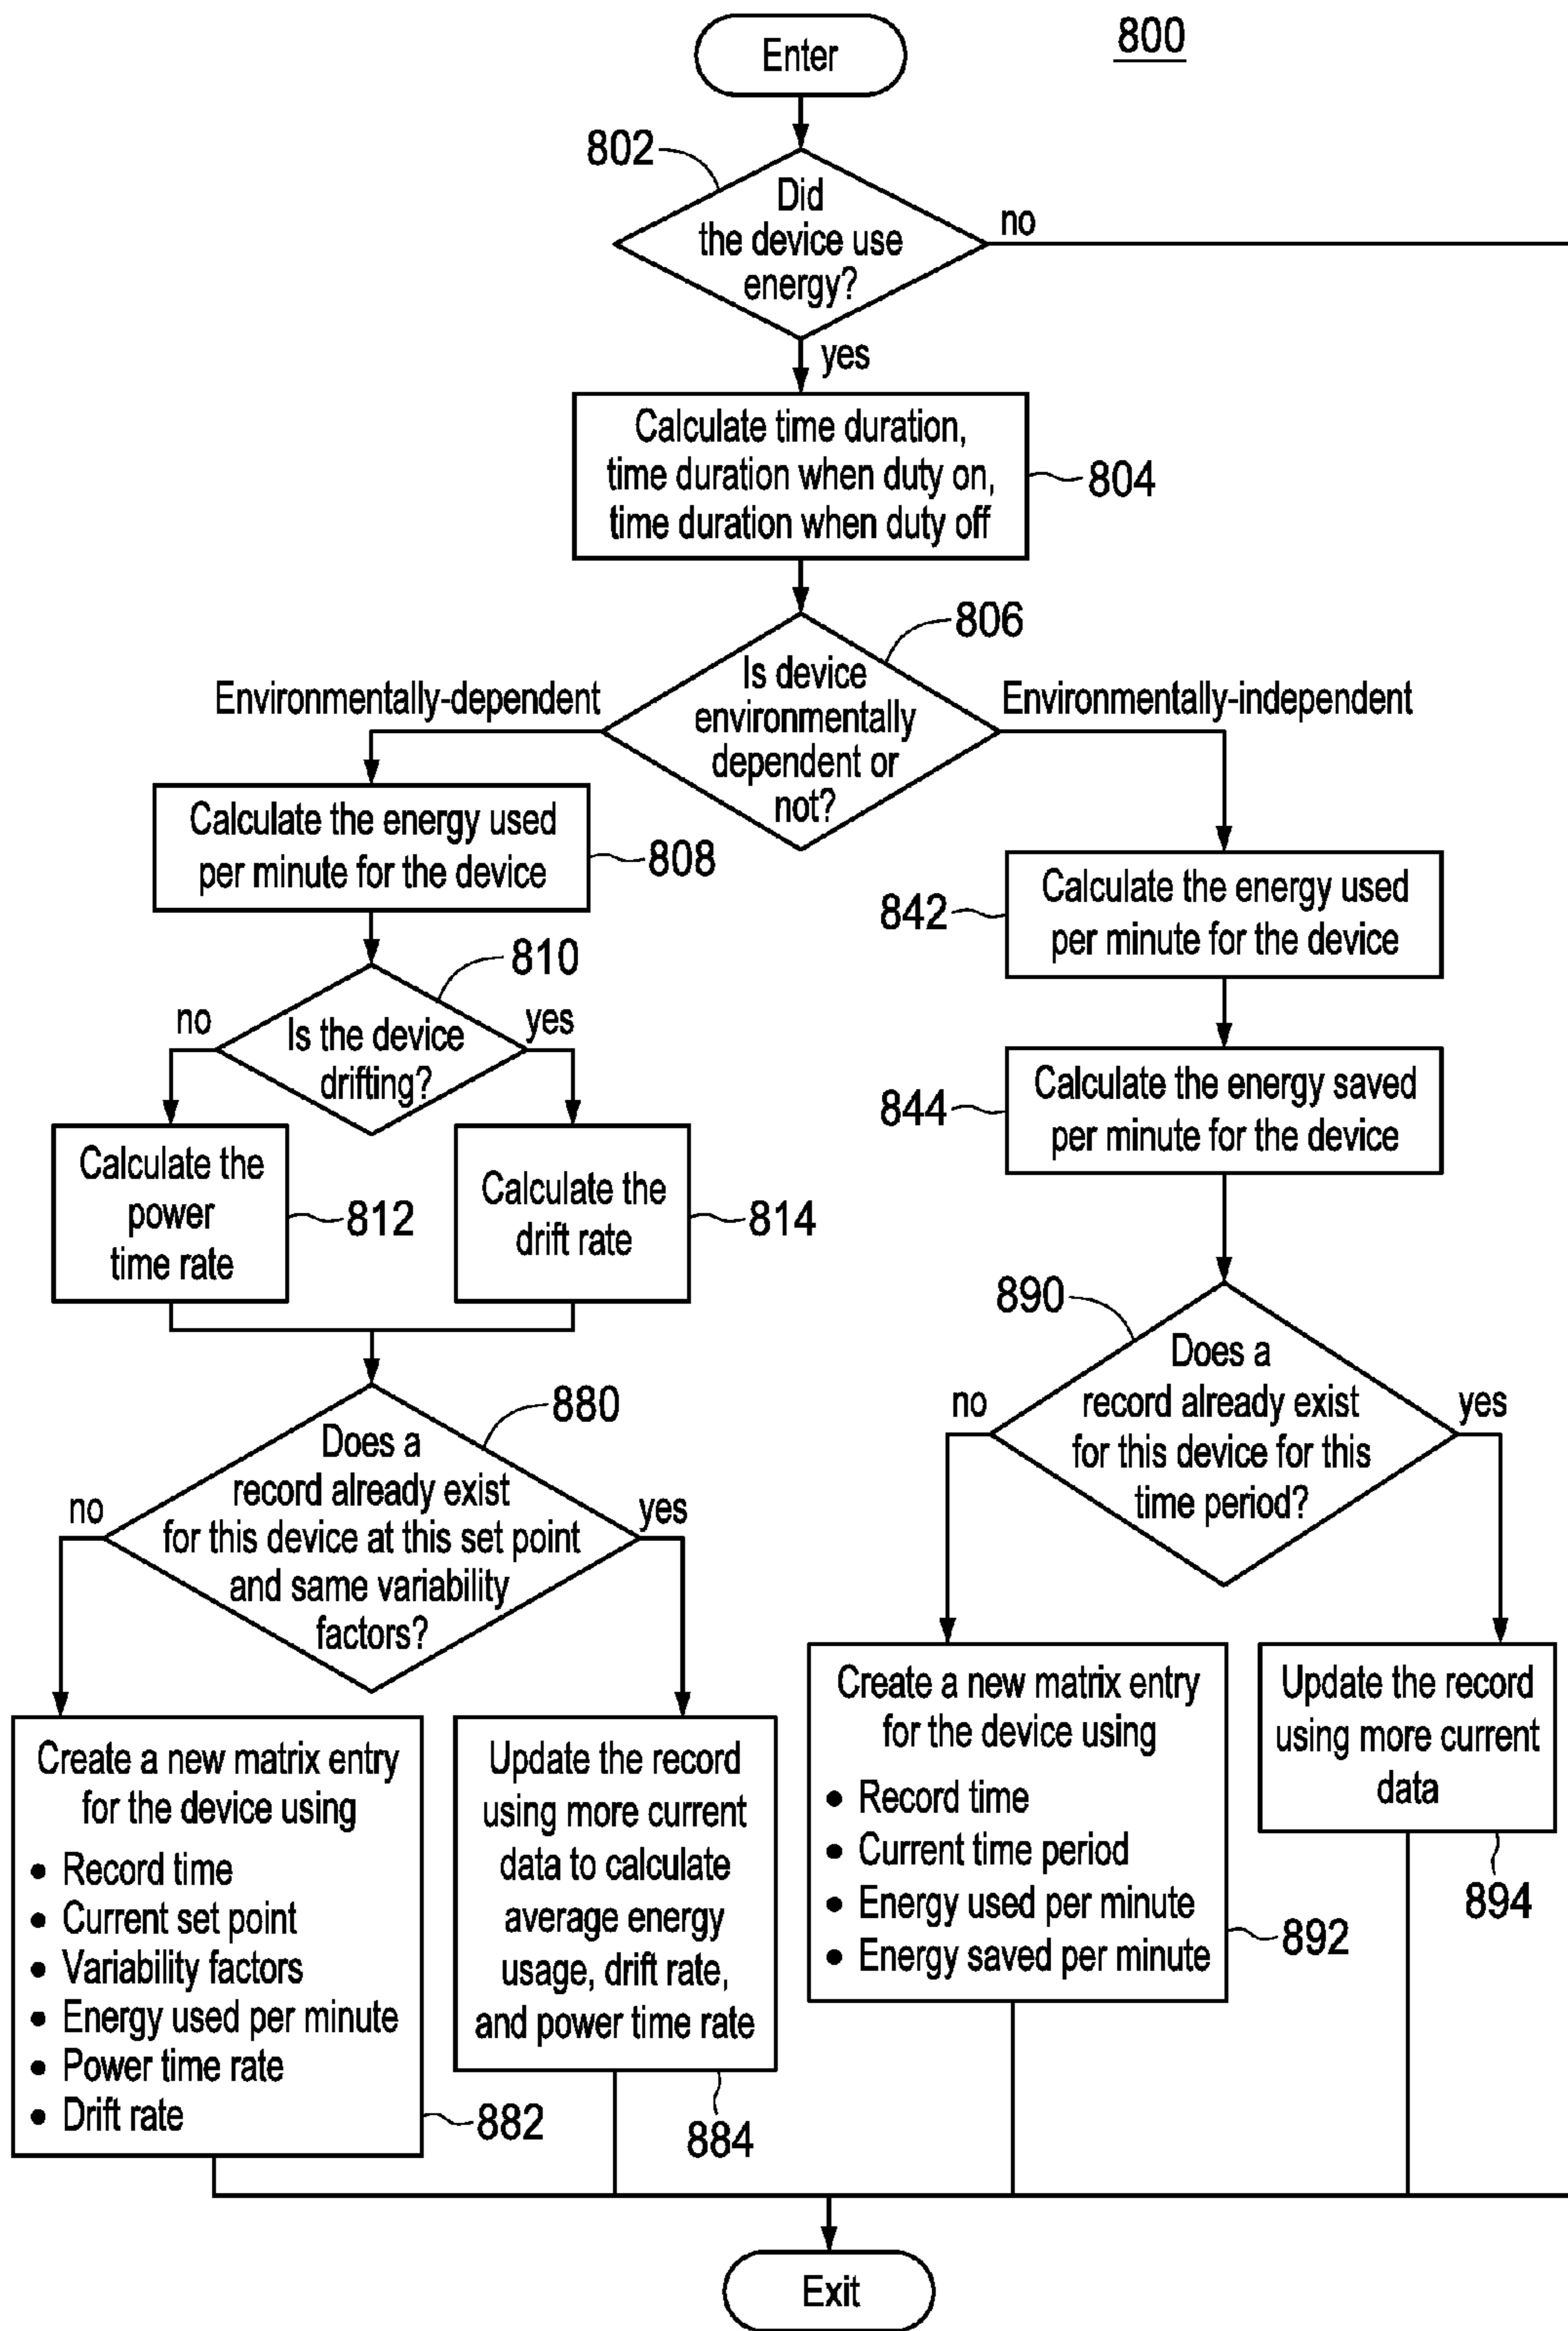 Enter
800
802
Did
the device use
energy?
no
yes
Calculate time duration,
time duration when duty on,
time duration when duty off
804
806
Is device
environmentally
dependent or
not?
Environmentally-dependent
Environmentally-independent
Calculate the energy used
per minute for the device
808
842
Calculate the energy used
per minute for the device
810
no
Is the device
drifting?
yes
844
Calculate the energy saved
per minute for the device
Calculate the
power
time rate
812
Calculate the
drift rate
814
890
Does a
record already exist
for this device for this
time period?
no
yes
880
Does a
record already exist
for this device at this set point
and same variability
factors?
no
yes
Create a new matrix entry
for the device using
• Record time
• Current set point
• Variability factors
• Energy used per minute
• Power time rate
• Drift rate
882
Update the record
using more current
data to calculate
average energy
usage, drift rate,
and power time rate
884
Create a new matrix entry
for the device using
• Record time
• Current time period
• Energy used per minute
• Energy saved per minute
892
Update the record
using more current
data
894
Exit